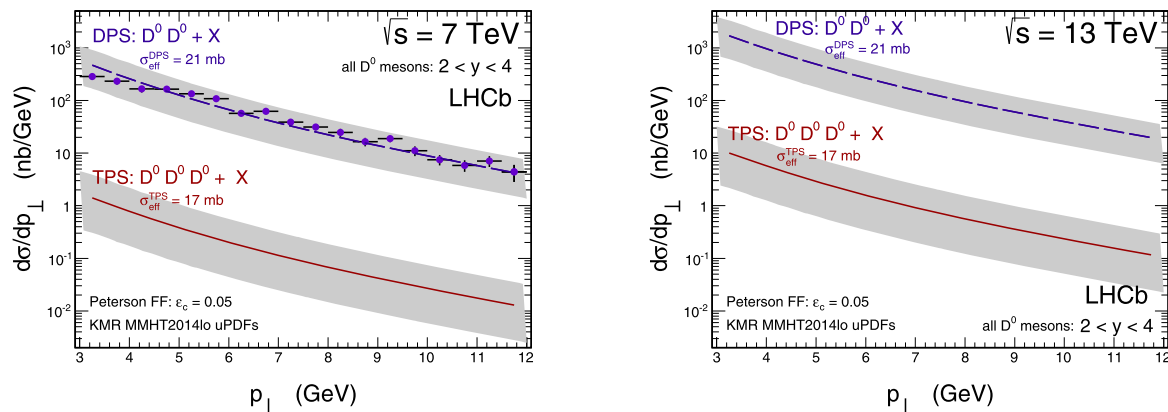 DPS: D⁰ D⁰ + X
σ_eff^DPS = 21 mb
√s = 7 TeV
all D⁰ mesons: 2 < y < 4
LHCb
TPS: D⁰ D⁰ D⁰ + X
σ_eff^TPS = 17 mb
Peterson FF: ε_c = 0.05
KMR MMHT2014lo uPDFs
dσ/dp_⊥ (nb/GeV)
10³
10²
10
1
10⁻¹
10⁻²
3 4 5 6 7 8 9 10 11 12
p_⊥ (GeV)
DPS: D⁰ D⁰ + X
σ_eff^DPS = 21 mb
√s = 13 TeV
TPS: D⁰ D⁰ D⁰ + X
σ_eff^TPS = 17 mb
Peterson FF: ε_c = 0.05
KMR MMHT2014lo uPDFs
LHCb
all D⁰ mesons: 2 < y < 4
dσ/dp_⊥ (nb/GeV)
10³
10²
10
1
10⁻¹
10⁻²
3 4 5 6 7 8 9 10 11 12
p_⊥ (GeV)